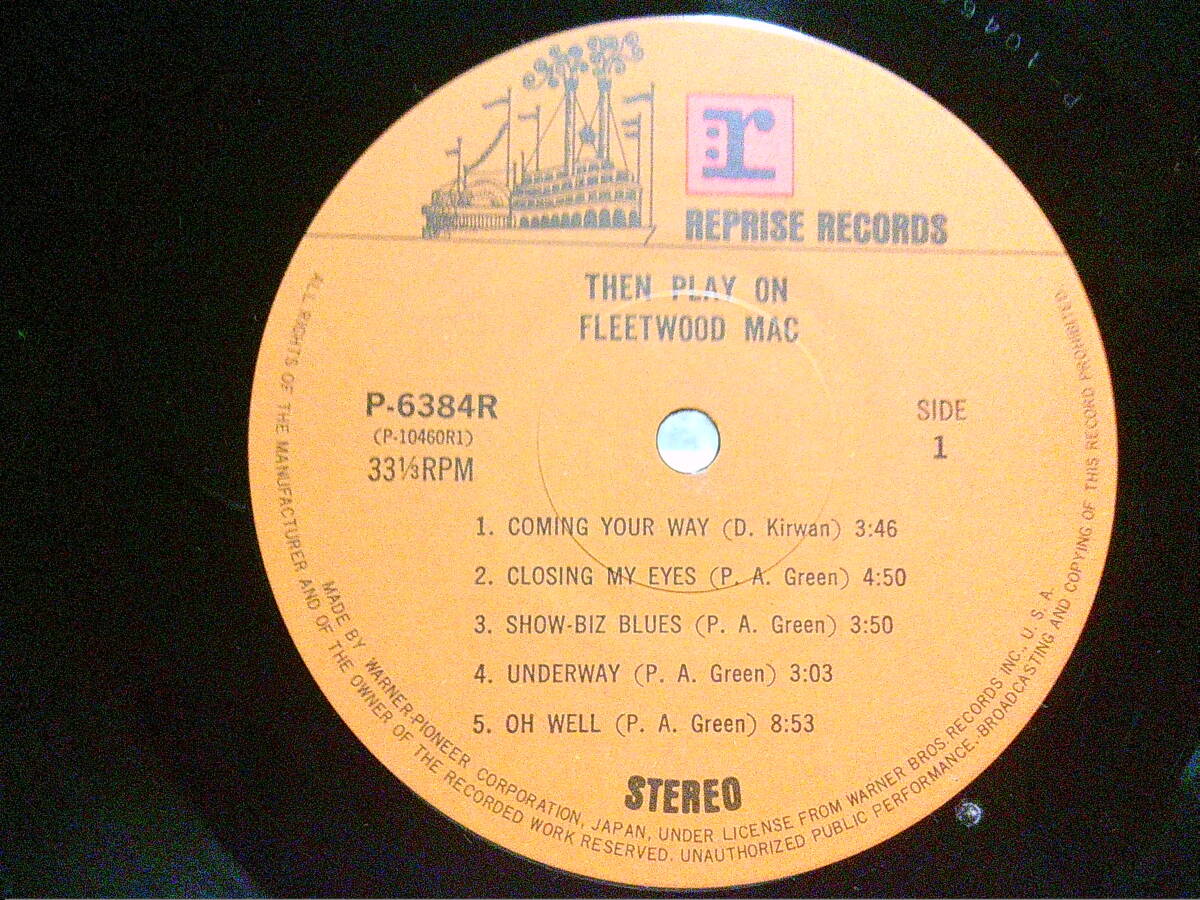 r
REPRISE RECORDS
THEN PLAY ON
FLEETWOOD MAC
P-6384R
(P-10460R1)
33⅓RPM
SIDE
1
1. COMING YOUR WAY (D. Kirwan) 3:46
2. CLOSING MY EYES (P. A. Green) 4:50
3. SHOW-BIZ BLUES (P. A. Green) 3:50
4. UNDERWAY (P. A. Green) 3:03
5. OH WELL (P. A. Green) 8:53
STEREO
MADE BY WARNER-PIONEER CORPORATION, JAPAN, UNDER LICENSE FROM WARNER BROS. RECORDS INC., U. S. A.
ALL RIGHTS OF THE MANUFACTURER AND OF THE OWNER OF THE RECORDED WORK RESERVED. UNAUTHORIZED PUBLIC PERFORMANCE. BROADCASTING AND COPYING OF THIS RECORD PROHIBITED.